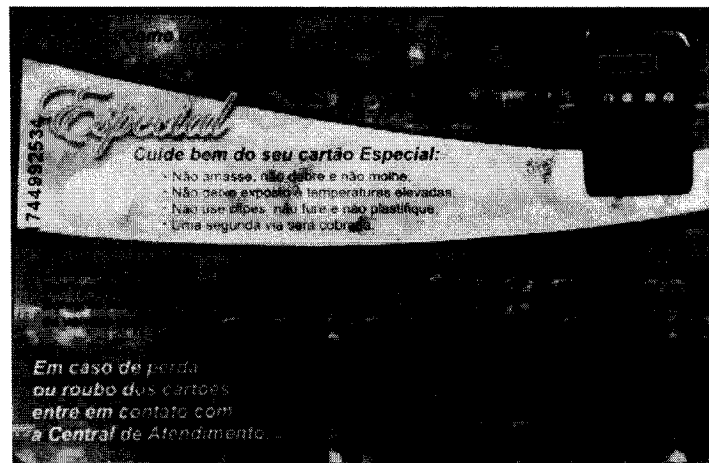 Especial
744992534
Cuide bem do seu cartão Especial:
- Não amasse, não dobre e não molhe.
- Não deixe exposto à temperaturas elevadas.
- Não use clipes, não fure e não plastifique.
- Uma segunda via será cobrada.
Em caso de perda
ou roubo dos cartões
entre em contato com
a Central de Atendimento.